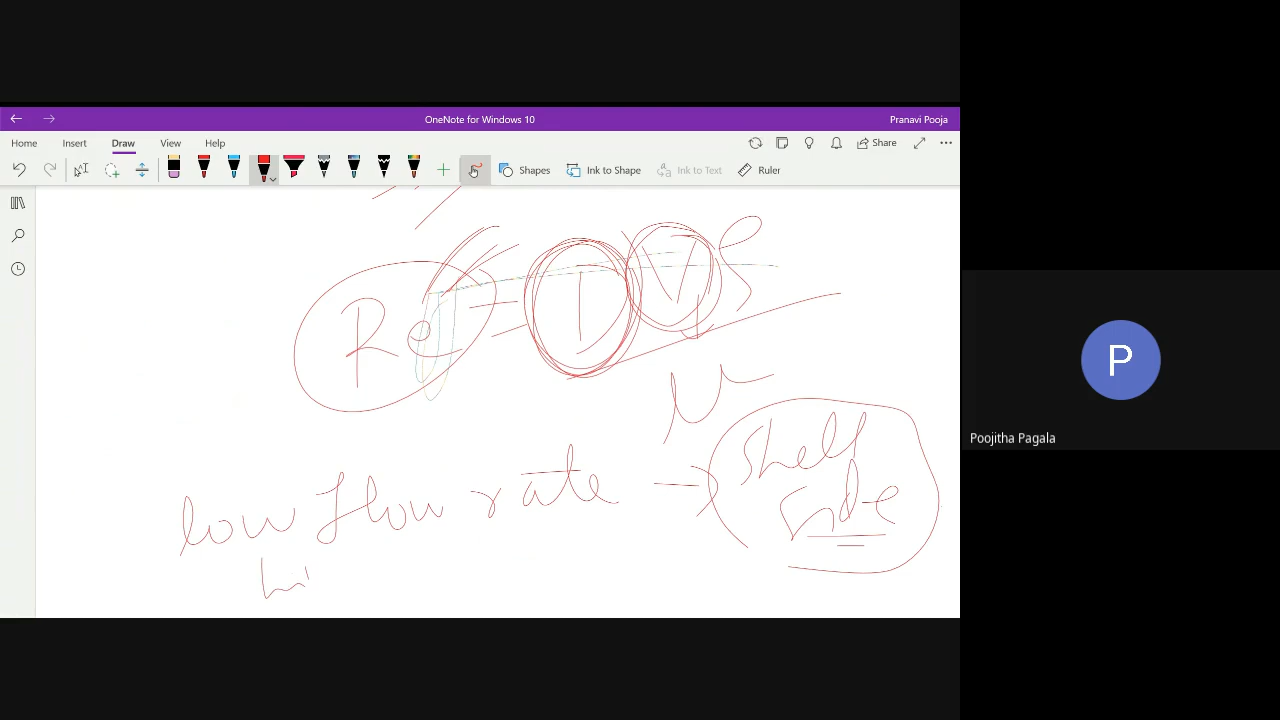 OneNote for Windows 10
Pranavi Pooja
Home Insert Draw View Help
Share
Shapes Ink to Shape Ink to Text Ruler
Re = DVρ
μ
low flow rate → shell
side
P
Poojitha Pagala